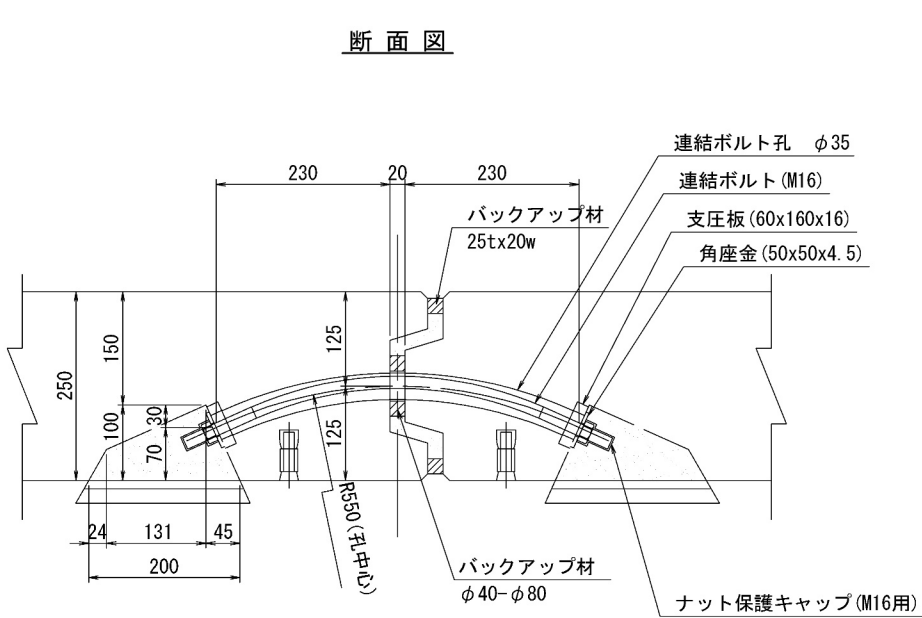 断面図
連結ボルト孔 φ35
連結ボルト(M16)
支圧板(60x160x16)
角座金(50x50x4.5)
230
20
230
バックアップ材
25tx20w
250
150
100
30
70
125
125
24
131
45
200
R550(孔中心)
バックアップ材
φ40-φ80
ナット保護キャップ(M16用)